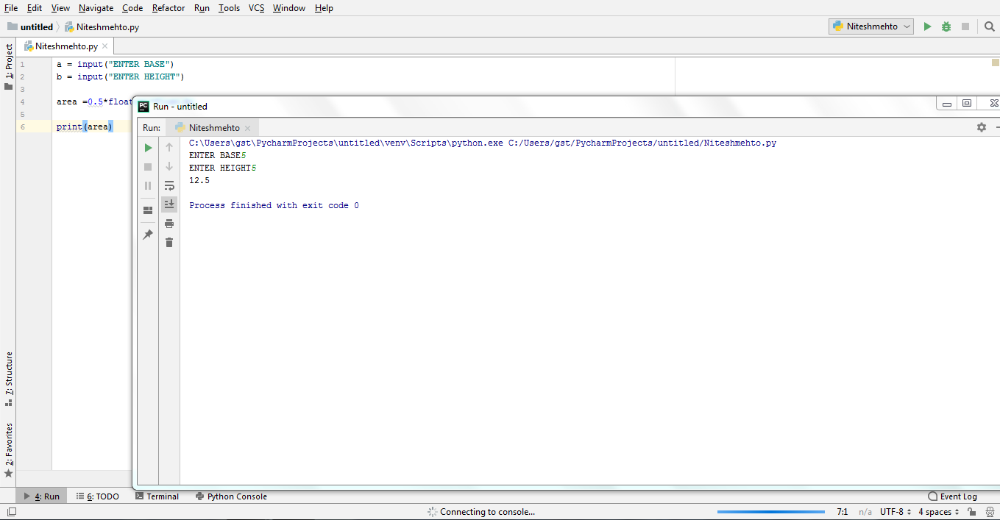 File Edit View Navigate Code Refactor Run Tools VCS Window Help
untitled Niteshmehto.py Niteshmehto
1: Project
Niteshmehto.py
1 a = input("ENTER BASE")
2 b = input("ENTER HEIGHT")
3
4 area =0.5*float
5
6 print(area)
PC Run - untitled
Run: Niteshmehto
C:\Users\gst\PycharmProjects\untitled\venv\Scripts\python.exe C:/Users/gst/PycharmProjects/untitled/Niteshmehto.py
ENTER BASE5
ENTER HEIGHT5
12.5
Process finished with exit code 0
7: Structure
2: Favorites
4: Run 6: TODO Terminal Python Console Event Log
Connecting to console... 7:1 n/a UTF-8 4 spaces